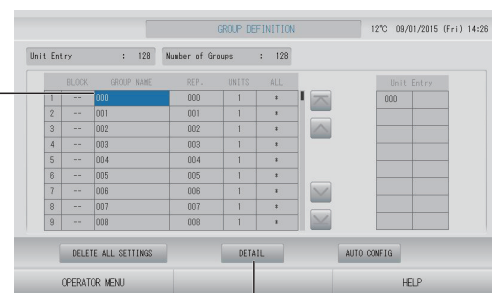 GROUP DEFINITION 12°C 09/01/2015 (Fri) 14:26
Unit Entry : 128 Number of Groups : 128
BLOCK GROUP NAME REP. UNITS ALL Unit Entry
1 -- 000 000 1 * 000
2 -- 001 001 1 *
3 -- 002 002 1 *
4 -- 003 003 1 *
5 -- 004 004 1 *
6 -- 005 005 1 *
7 -- 006 006 1 *
8 -- 007 007 1 *
9 -- 008 008 1 *
DELETE ALL SETTINGS DETAIL AUTO CONFIG
OPERATOR MENU HELP